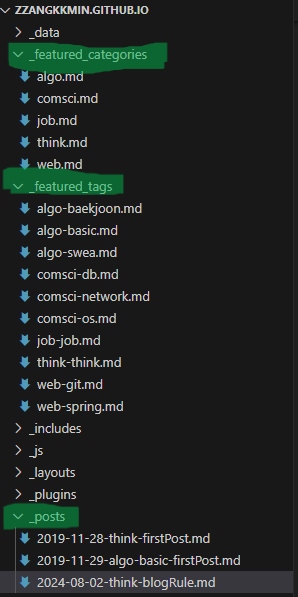 ZZANGKKMIN.GITHUB.IO
_data
_featured_categories
algo.md
comsci.md
job.md
think.md
web.md
_featured_tags
algo-baekjoon.md
algo-basic.md
algo-swea.md
comsci-db.md
comsci-network.md
comsci-os.md
job-job.md
think-think.md
web-git.md
web-spring.md
_includes
_js
_layouts
_plugins
_posts
2019-11-28-think-firstPost.md
2019-11-29-algo-basic-firstPost.md
2024-08-02-think-blogRule.md